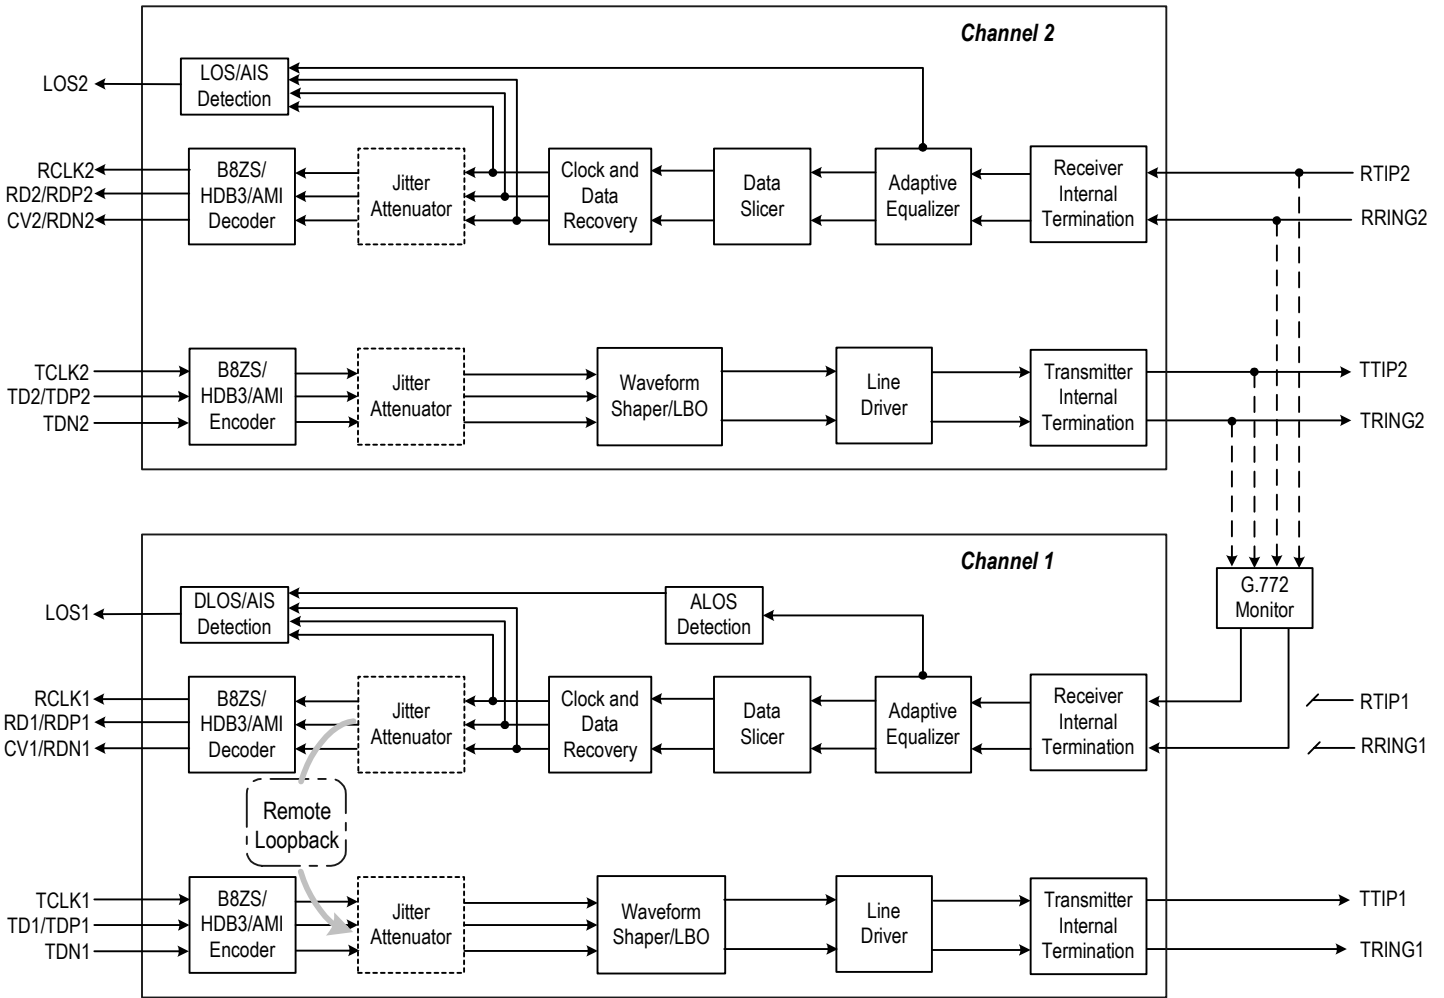 Channel 2
LOS2
LOS/AIS
Detection
RCLK2
RD2/RDP2
CV2/RDN2
B8ZS/
HDB3/AMI
Decoder
Jitter
Attenuator
Clock and
Data
Recovery
Data
Slicer
Adaptive
Equalizer
Receiver
Internal
Termination
RTIP2
RRING2
TCLK2
TD2/TDP2
TDN2
B8ZS/
HDB3/AMI
Encoder
Jitter
Attenuator
Waveform
Shaper/LBO
Line
Driver
Transmitter
Internal
Termination
TTIP2
TRING2
Channel 1
G.772
Monitor
LOS1
DLOS/AIS
Detection
ALOS
Detection
RCLK1
RD1/RDP1
CV1/RDN1
B8ZS/
HDB3/AMI
Decoder
Jitter
Attenuator
Clock and
Data
Recovery
Data
Slicer
Adaptive
Equalizer
Receiver
Internal
Termination
RTIP1
RRING1
Remote
Loopback
TCLK1
TD1/TDP1
TDN1
B8ZS/
HDB3/AMI
Encoder
Jitter
Attenuator
Waveform
Shaper/LBO
Line
Driver
Transmitter
Internal
Termination
TTIP1
TRING1